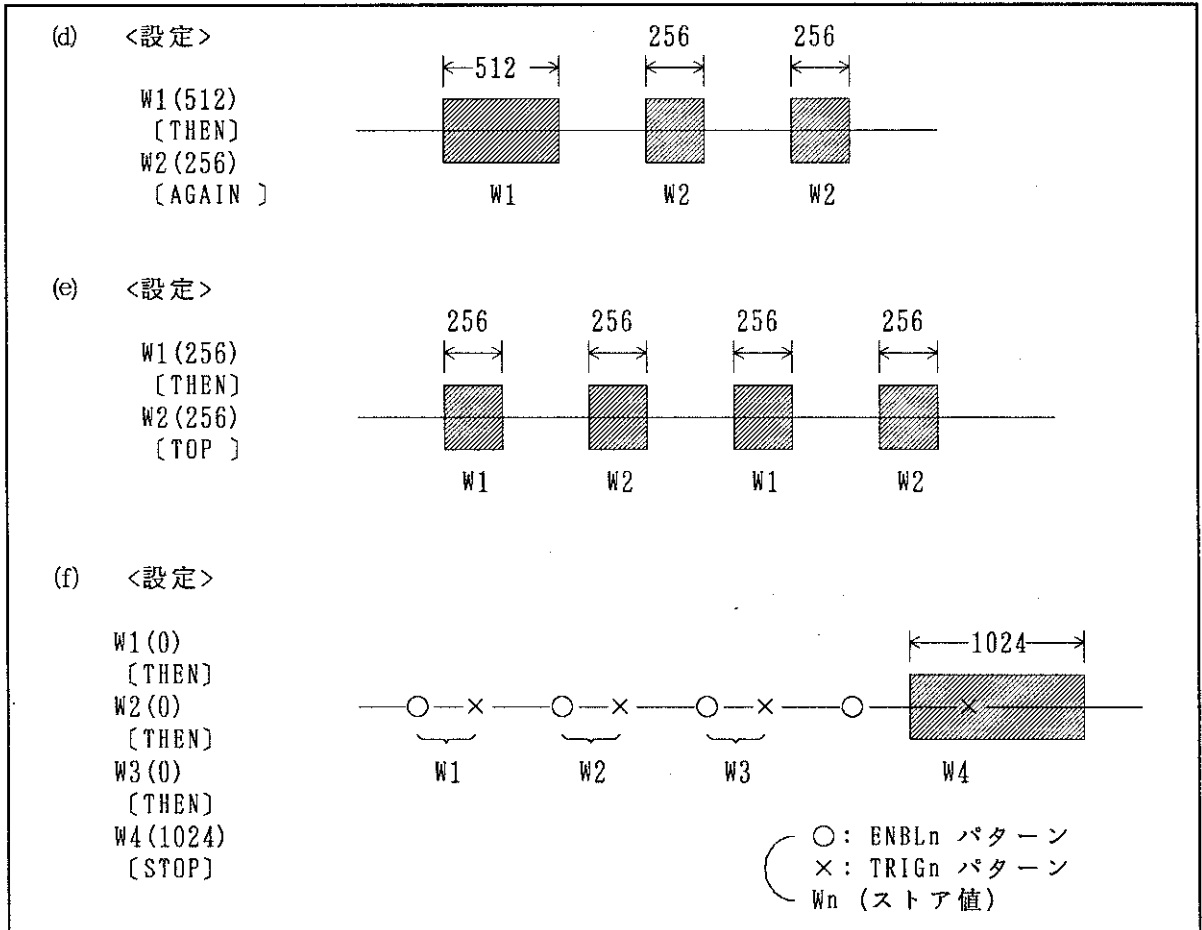 (d) <設定>
256 256
512
W1(512)
〔THEN〕
W2(256)
〔AGAIN 〕
W1 W2 W2
(e) <設定>
256 256 256 256
W1(256)
〔THEN〕
W2(256)
〔TOP 〕
W1 W2 W1 W2
(f) <設定>
W1(0)
〔THEN〕
W2(0)
〔THEN〕
W3(0)
〔THEN〕
W4(1024)
〔STOP〕
1024
W1 W2 W3 W4
○: ENBLn パターン
×: TRIGn パターン
Wn (ストア値)